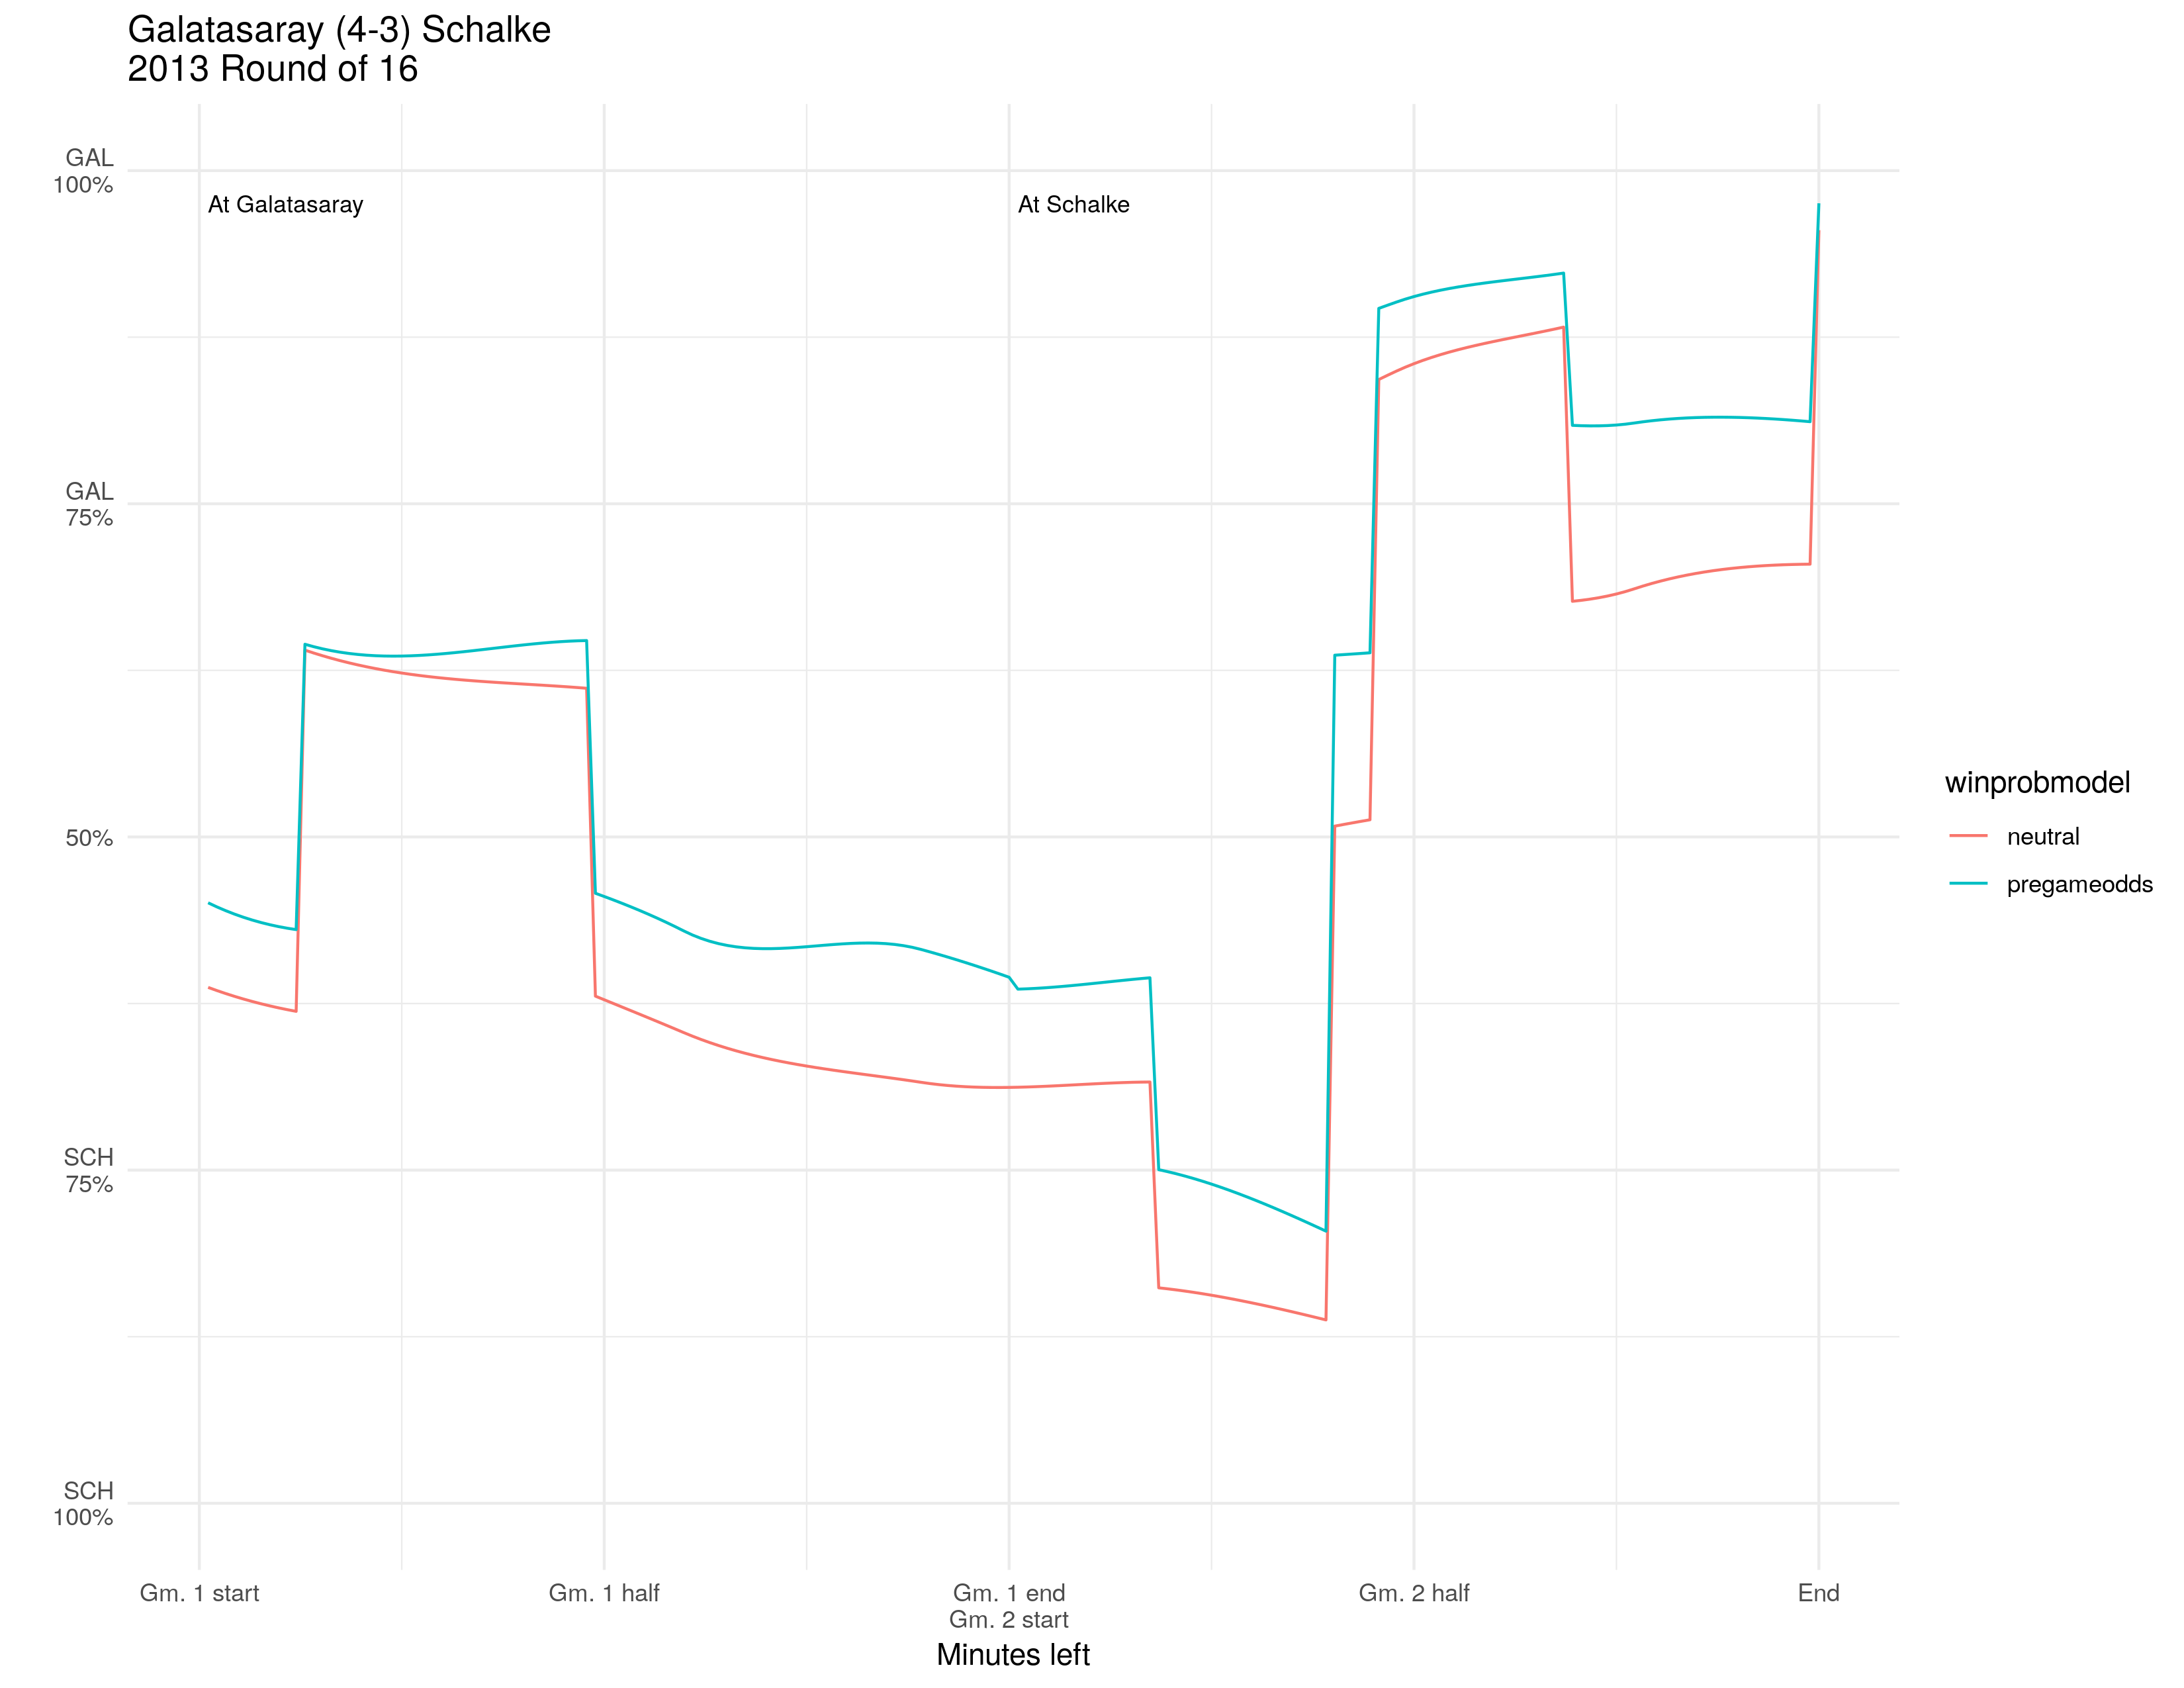 Galatasaray (4-3) Schalke
2013 Round of 16
GAL
100%
At Galatasaray
At Schalke
GAL
75%
50%
SCH
75%
SCH
100%
winprobmodel
neutral
pregameodds
Gm. 1 start
Gm. 1 half
Gm. 1 end
Gm. 2 start
Gm. 2 half
End
Minutes left